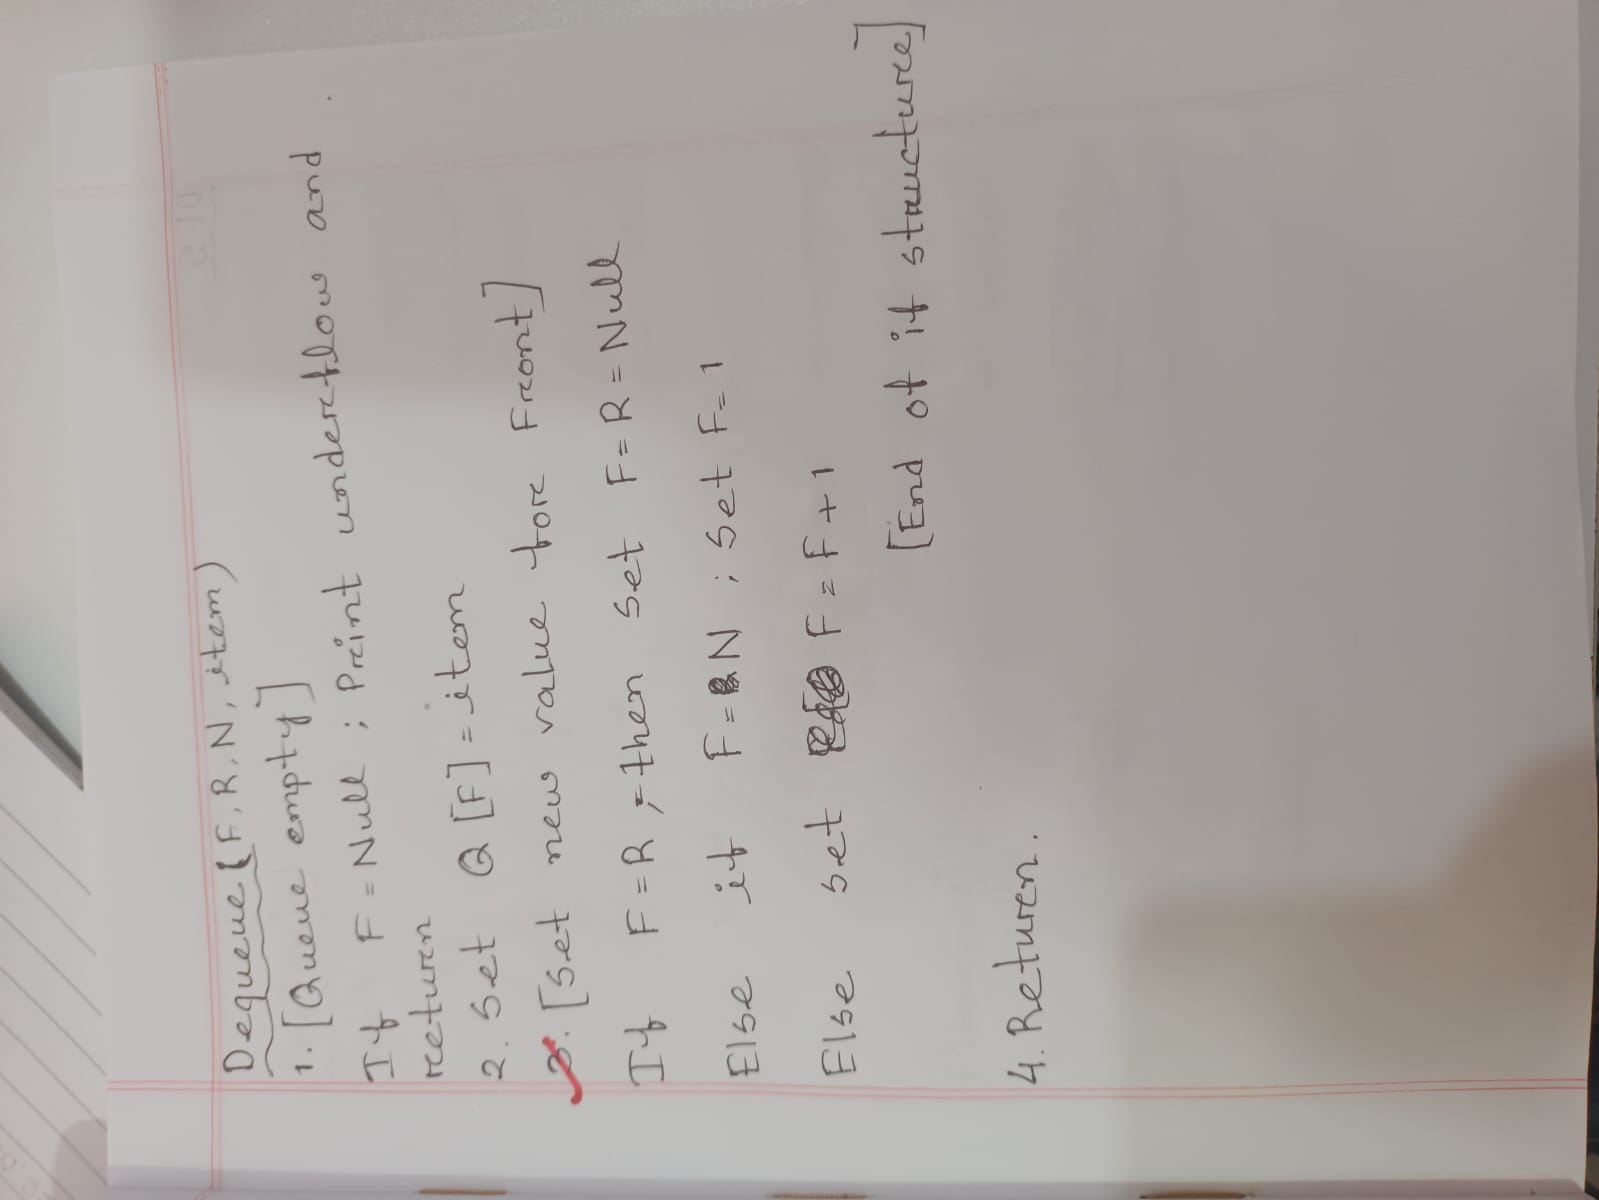 Dequeue (F, R, N, item)
1. [Queue empty]
If F = Null ; Print underflow and
return
2. Set Q [F] = item
3. [Set new value for Front]
If F = R ; then set F = R = Null
Else if F = N ; Set F = 1
Else set F = F + 1
[End of if structure]
4. Return.